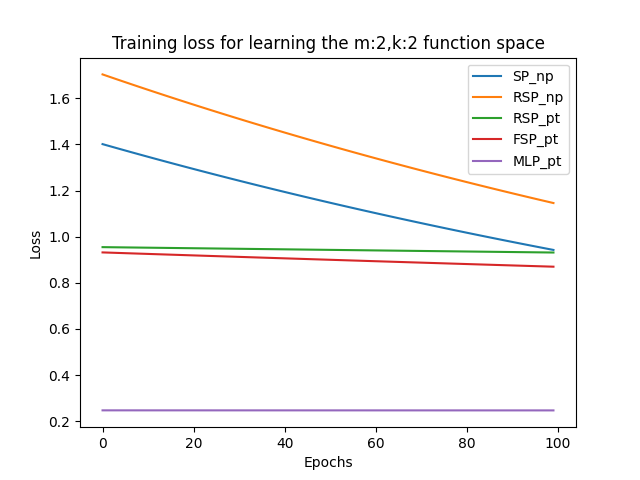 Training loss for learning the m:2,k:2 function space
SP_np
RSP_np
RSP_pt
FSP_pt
MLP_pt
Loss
1.6
1.4
1.2
1.0
0.8
0.6
0.4
0.2
0 20 40 60 80 100
Epochs